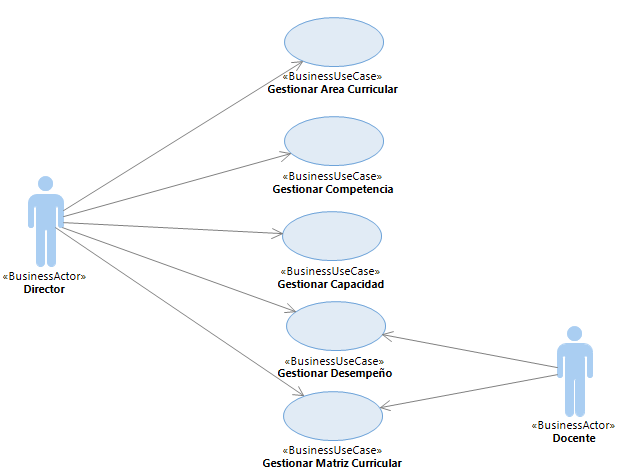 «BusinessUseCase»
Gestionar Area Curricular
«BusinessUseCase»
Gestionar Competencia
«BusinessActor»
Director
«BusinessUseCase»
Gestionar Capacidad
«BusinessUseCase»
Gestionar Desempeño
«BusinessActor»
Docente
«BusinessUseCase»
Gestionar Matriz Curricular